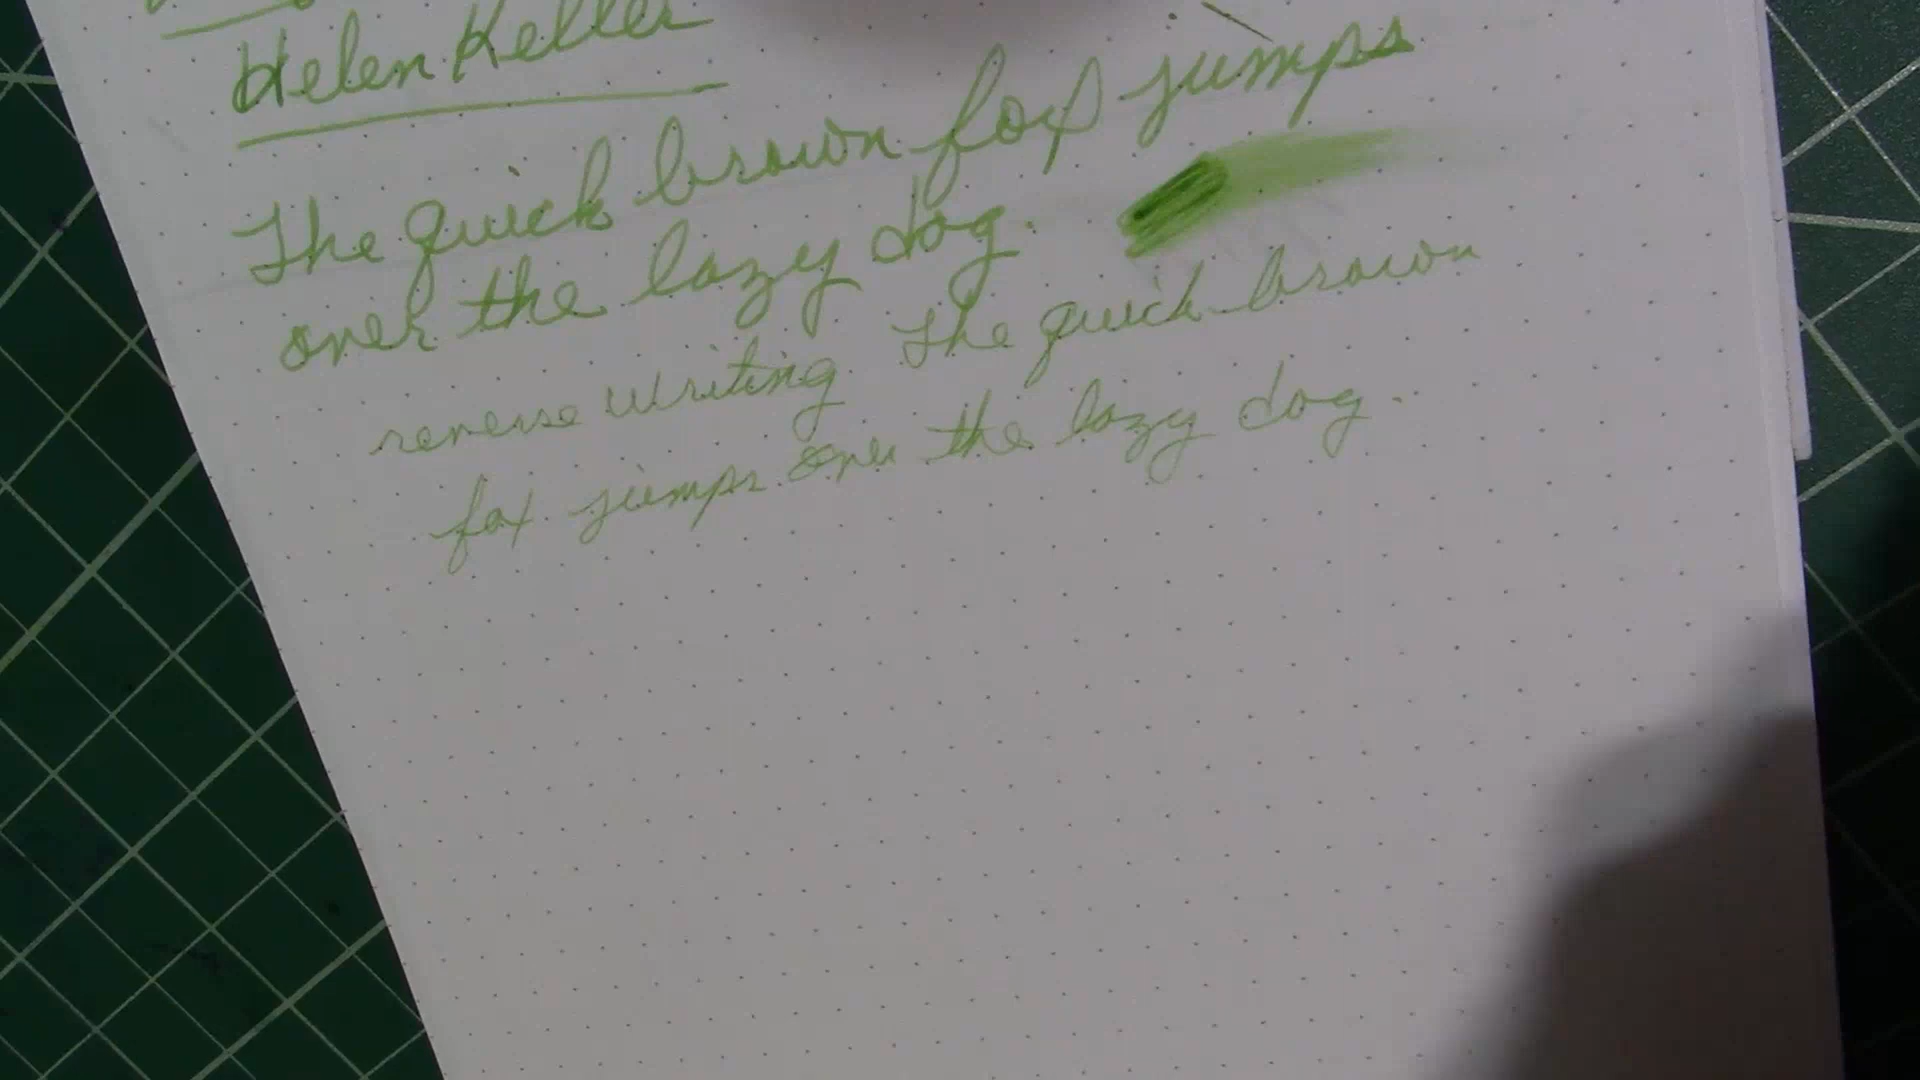 Helen Keller
The quick brown fox jumps
over the lazy dog.
reverse writing The quick brown
fox jumps over the lazy dog.